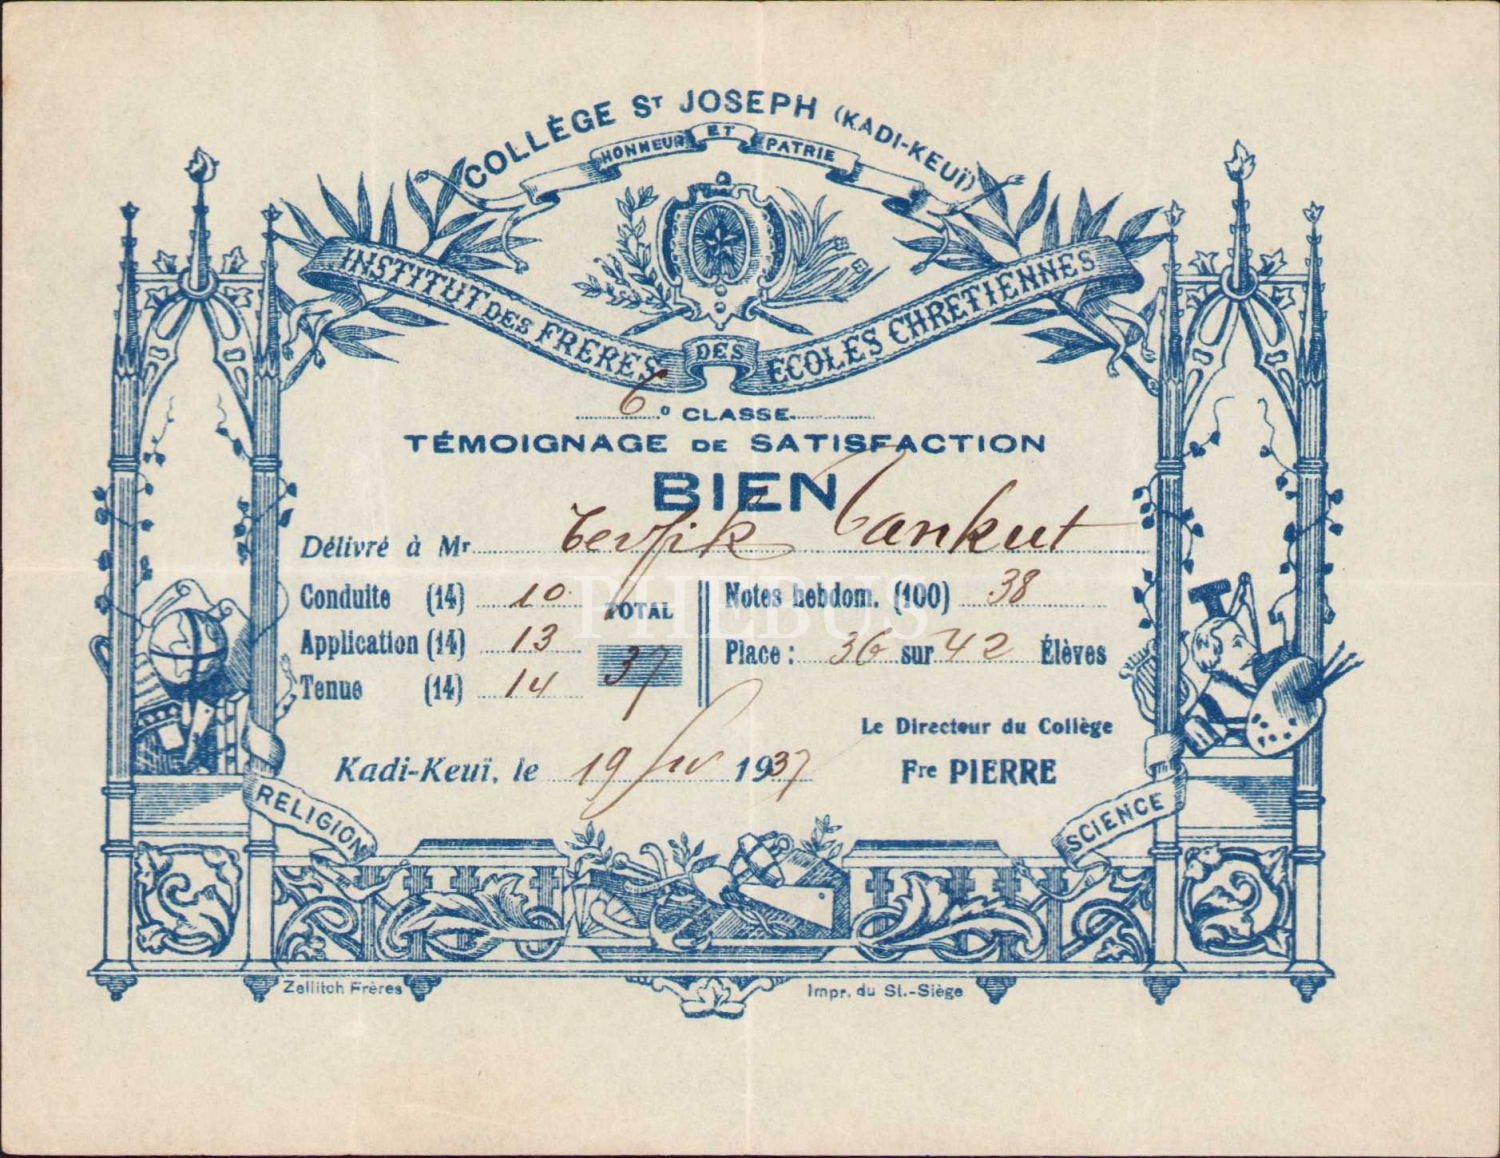 COLLÈGE ST JOSEPH (KADI-KEUÏ)
HONNEUR ET PATRIE
INSTITUT DES FRERES DES ECOLES CHRETIENNES
6º CLASSE
TÉMOIGNAGE DE SATISFACTION
BIEN
Délivré à Mr Tevfik Tankut
Conduite (14) 10 TOTAL Notes hebdom. (100) 38
Application (14) 13 37 Place : 36 sur 42 Élèves
Tenue (14) 14
Le Directeur du Collège
Kadi-Keuï, le 19 1937 Fre PIERRE
RELIGION SCIENCE
Zellitch Frères Impr. du St.-Siège
PHEBUS